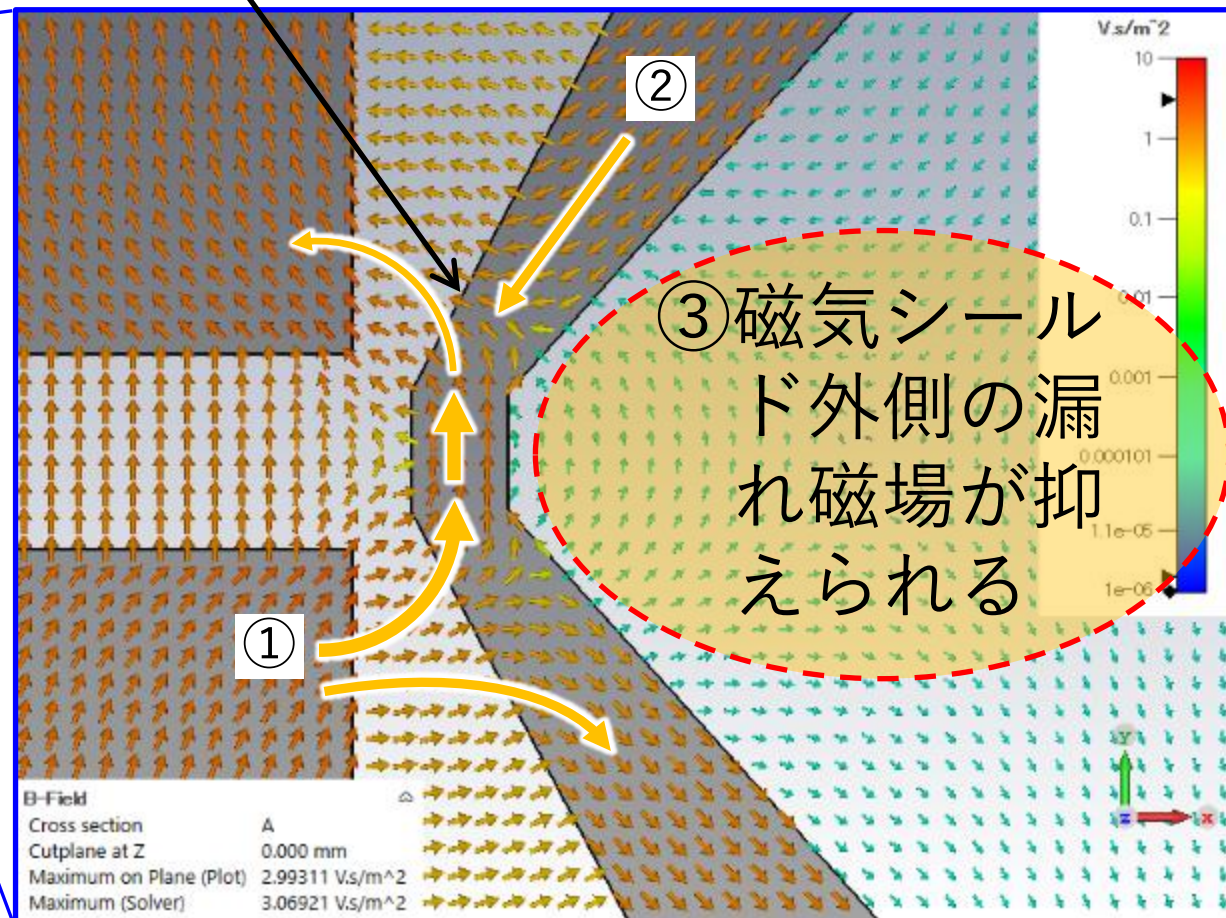 V.s/m~2
10
1
0.1
0.01
0.001
0.000101
1.1e-05
1e-06
②
③磁気シール
ド外側の漏
れ磁場が抑
えられる
①
Y
Z
X
B-Field
Cross section A
Cutplane at Z 0.000 mm
Maximum on Plane (Plot) 2.99311 V.s/m^2
Maximum (Solver) 3.06921 V.s/m^2